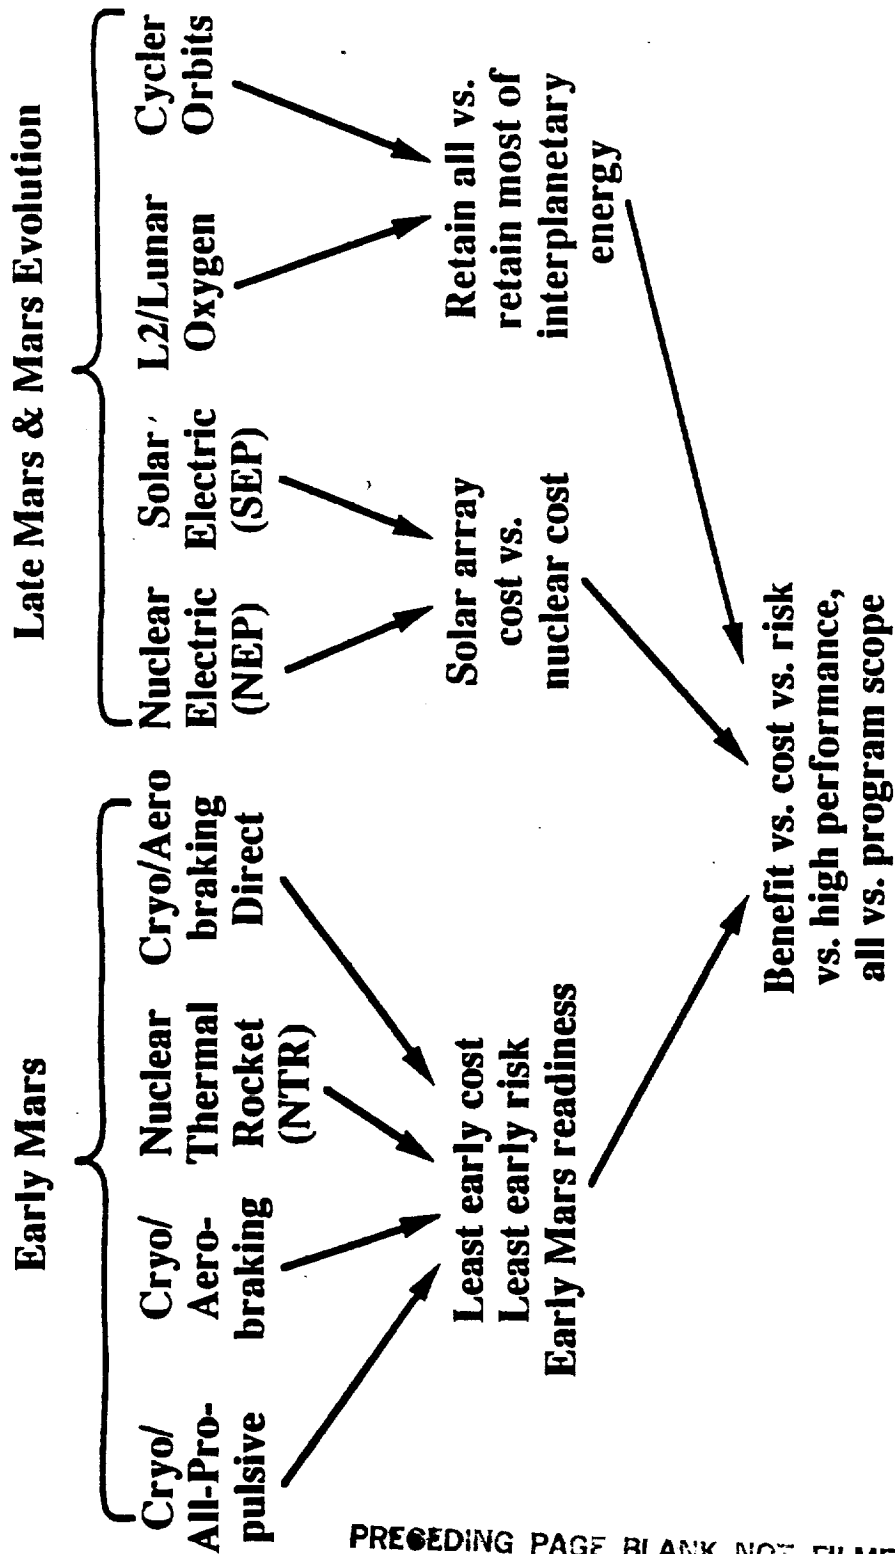 Early Mars
Late Mars & Mars Evolution
Cryo/
All-Pro-
pulsive
Cryo/
Aero-
braking
Nuclear
Thermal
Rocket
(NTR)
Cryo/Aero
braking
Direct
Nuclear
Electric
(NEP)
Solar
Electric
(SEP)
L2/Lunar
Oxygen
Cycler
Orbits
Least early cost
Least early risk
Early Mars readiness
Solar array
cost vs.
nuclear cost
Retain all vs.
retain most of
interplanetary
energy
Benefit vs. cost vs. risk
vs. high performance,
all vs. program scope
PRECEDING PAGE BLANK NOT